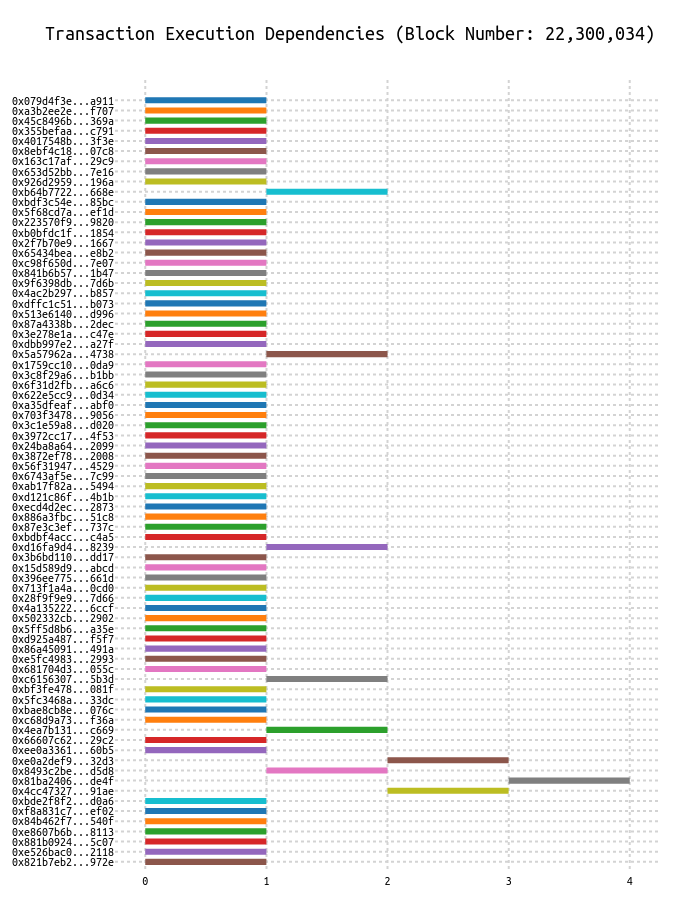 Transaction Execution Dependencies (Block Number: 22,300,034)
0x079d4f3e...a911
0xa3b2ee2e...f707
0x45c8496b...369a
0x355befaa...c791
0x4017548b...3f3e
0x8ebf4c18...07c8
0x163c17af...29c9
0x653d52bb...7e16
0x926d2959...196a
0xb64b7722...668e
0xbdf3c54e...85bc
0x5f68cd7a...ef1d
0x223570f9...9820
0xb0bfdc1f...1854
0x2f7b70e9...1667
0x65434bea...e8b2
0xc98f650d...7e07
0x841b6b57...1b47
0x9f6398db...7d6b
0x4ac2b297...b857
0xdffc1c51...b073
0x513e6140...d996
0x87a4338b...2dec
0x3e278e1a...c47e
0xdbb997e2...a27f
0x5a57962a...4738
0x1759cc10...0da9
0x3c8f29a6...b1bb
0x6f31d2fb...a6c6
0x622e5cc9...0d34
0xa35dfeaf...abf0
0x703f3478...9056
0x3c1e59a8...d020
0x3972cc17...4f53
0x24ba8a64...2099
0x3872ef78...2008
0x56f31947...4529
0x6743af5e...7c99
0xab17f82a...5494
0xd121c86f...4b1b
0xecd4d2ec...2873
0x886a3fbc...51c8
0x87e3c3ef...737c
0xbdbf4acc...c4a5
0xd16fa9d4...8239
0x3b6bd110...dd17
0x15d589d9...abcd
0x396ee775...661d
0x713f1a4a...0cd0
0x28f9f9e9...7d66
0x4a135222...6ccf
0x502332cb...2902
0x5ff5d8b6...a35e
0xd925a487...f5f7
0x86a45091...491a
0xe5fc4983...2993
0x681704d3...055c
0xc6156307...5b3d
0xbf3fe478...081f
0x5fc3468a...33dc
0xbae8cb8e...076c
0xc68d9a73...f36a
0x4ea7b131...c669
0x66607c62...29c2
0xee0a3361...60b5
0xe0a2def9...32d3
0x8493c2be...d5d8
0x81ba2406...de4f
0x4cc47327...91ae
0xbde2f8f2...d0a6
0xf8a831c7...ef02
0x84b462f7...540f
0xe8607b6b...8113
0x881b0924...5c07
0xe526bac0...2118
0x821b7eb2...972e
0 1 2 3 4